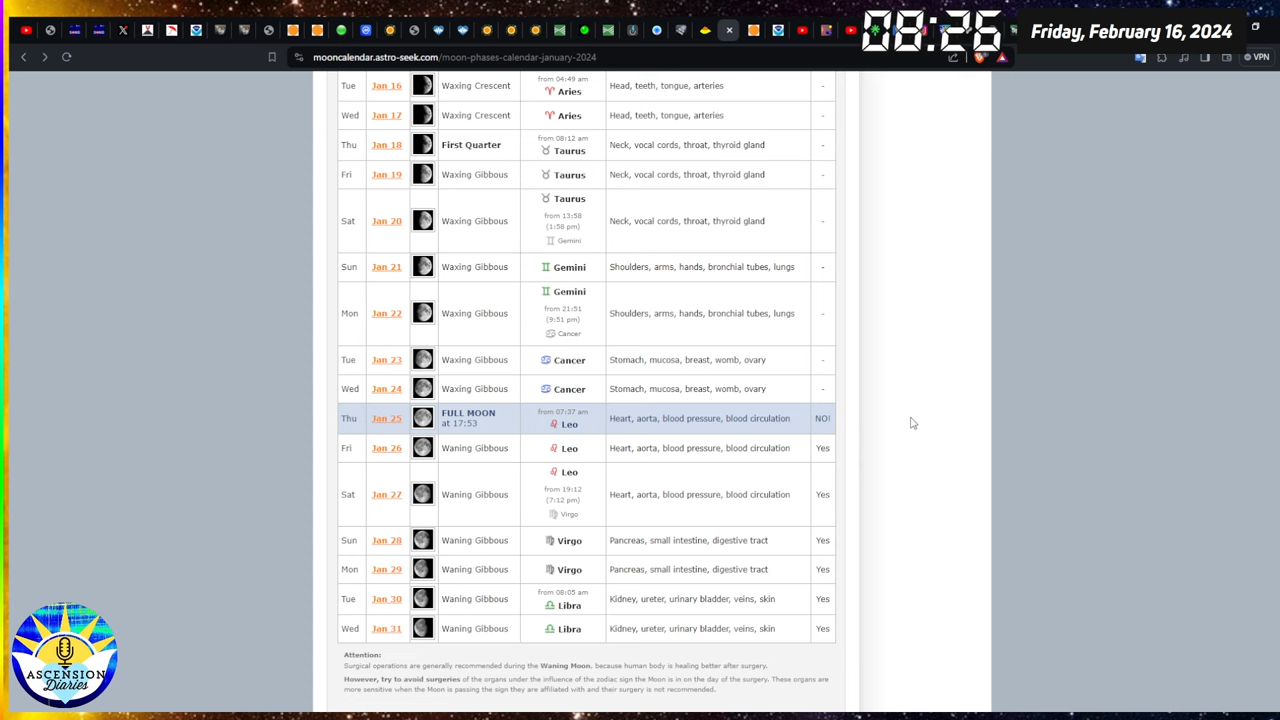 08:26
Friday, February 16, 2024
mooncalendar.astro-seek.com/moon-phases-calendar-january-2024
VPN
Tue Jan 16 Waxing Crescent from 04:49 am ♈ Aries Head, teeth, tongue, arteries -
Wed Jan 17 Waxing Crescent ♈ Aries Head, teeth, tongue, arteries -
Thu Jan 18 First Quarter from 08:12 am ♉ Taurus Neck, vocal cords, throat, thyroid gland -
Fri Jan 19 Waxing Gibbous ♉ Taurus Neck, vocal cords, throat, thyroid gland -
Sat Jan 20 Waxing Gibbous ♉ Taurus from 13:58 (1:58 pm) ♊ Gemini Neck, vocal cords, throat, thyroid gland -
Sun Jan 21 Waxing Gibbous ♊ Gemini Shoulders, arms, hands, bronchial tubes, lungs -
Mon Jan 22 Waxing Gibbous ♊ Gemini from 21:51 (9:51 pm) ♋ Cancer Shoulders, arms, hands, bronchial tubes, lungs -
Tue Jan 23 Waxing Gibbous ♋ Cancer Stomach, mucosa, breast, womb, ovary -
Wed Jan 24 Waxing Gibbous ♋ Cancer Stomach, mucosa, breast, womb, ovary -
Thu Jan 25 FULL MOON at 17:53 from 07:37 am ♌ Leo Heart, aorta, blood pressure, blood circulation NO!
Fri Jan 26 Waning Gibbous ♌ Leo Heart, aorta, blood pressure, blood circulation Yes
Sat Jan 27 Waning Gibbous ♌ Leo from 19:12 (7:12 pm) ♍ Virgo Heart, aorta, blood pressure, blood circulation Yes
Sun Jan 28 Waning Gibbous ♍ Virgo Pancreas, small intestine, digestive tract Yes
Mon Jan 29 Waning Gibbous ♍ Virgo Pancreas, small intestine, digestive tract Yes
Tue Jan 30 Waning Gibbous from 08:05 am ♎ Libra Kidney, ureter, urinary bladder, veins, skin Yes
Wed Jan 31 Waning Gibbous ♎ Libra Kidney, ureter, urinary bladder, veins, skin Yes
Attention:
Surgical operations are generally recommended during the Waning Moon, because human body is healing better after surgery.
However, try to avoid surgeries of the organs under the influence of the zodiac sign the Moon is in on the day of the surgery. These organs are
more sensitive when the Moon is passing the sign they are affiliated with and their surgery is not recommended.
ASCENSION
Diaries